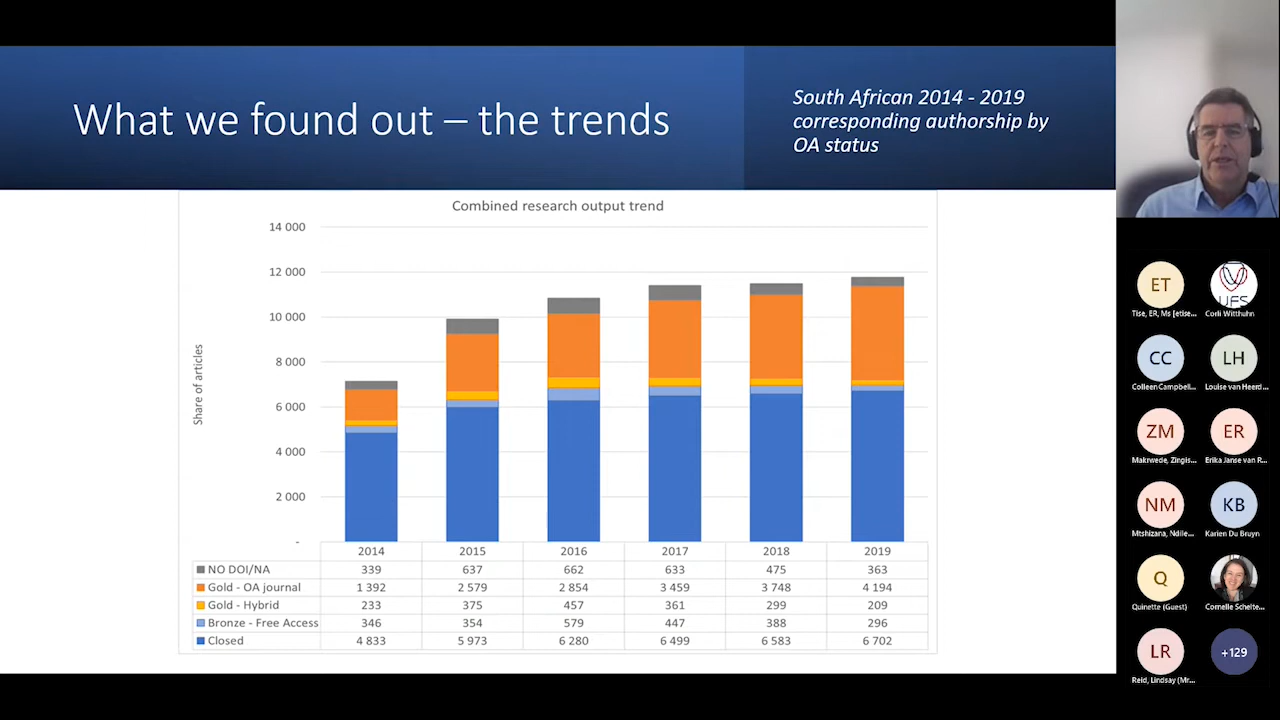 What we found out – the trends
South African 2014 - 2019
corresponding authorship by
OA status
Combined research output trend
14 000
12 000
10 000
8 000
6 000
4 000
2 000
-
Share of articles
2014 2015 2016 2017 2018 2019
NO DOI/NA 339 637 662 633 475 363
Gold - OA journal 1 392 2 579 2 854 3 459 3 748 4 194
Gold - Hybrid 233 375 457 361 299 209
Bronze - Free Access 346 354 579 447 388 296
Closed 4 833 5 973 6 280 6 499 6 583 6 702
ET
UFS
Tise, ER, Ms [etise... Corli Witthuhn
CC LH
Colleen Campbell... Louise van Heerd...
ZM ER
Makwede, Zingis... Erika Janse van R...
NM KB
Mtshizana, Ndile... Karien Du Bruyn
Q
Quinette (Guest) Cornelle Scholte...
LR +129
Reid, Lindsay (Mr...